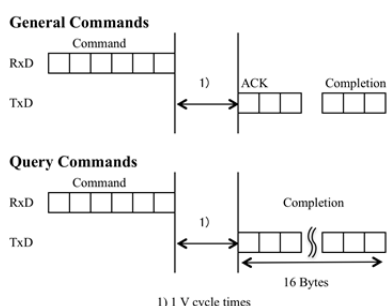 General Commands
Command
RxD
1)
ACK
Completion
TxD
Query Commands
Command
RxD
1)
Completion
TxD
16 Bytes
1) 1 V cycle times